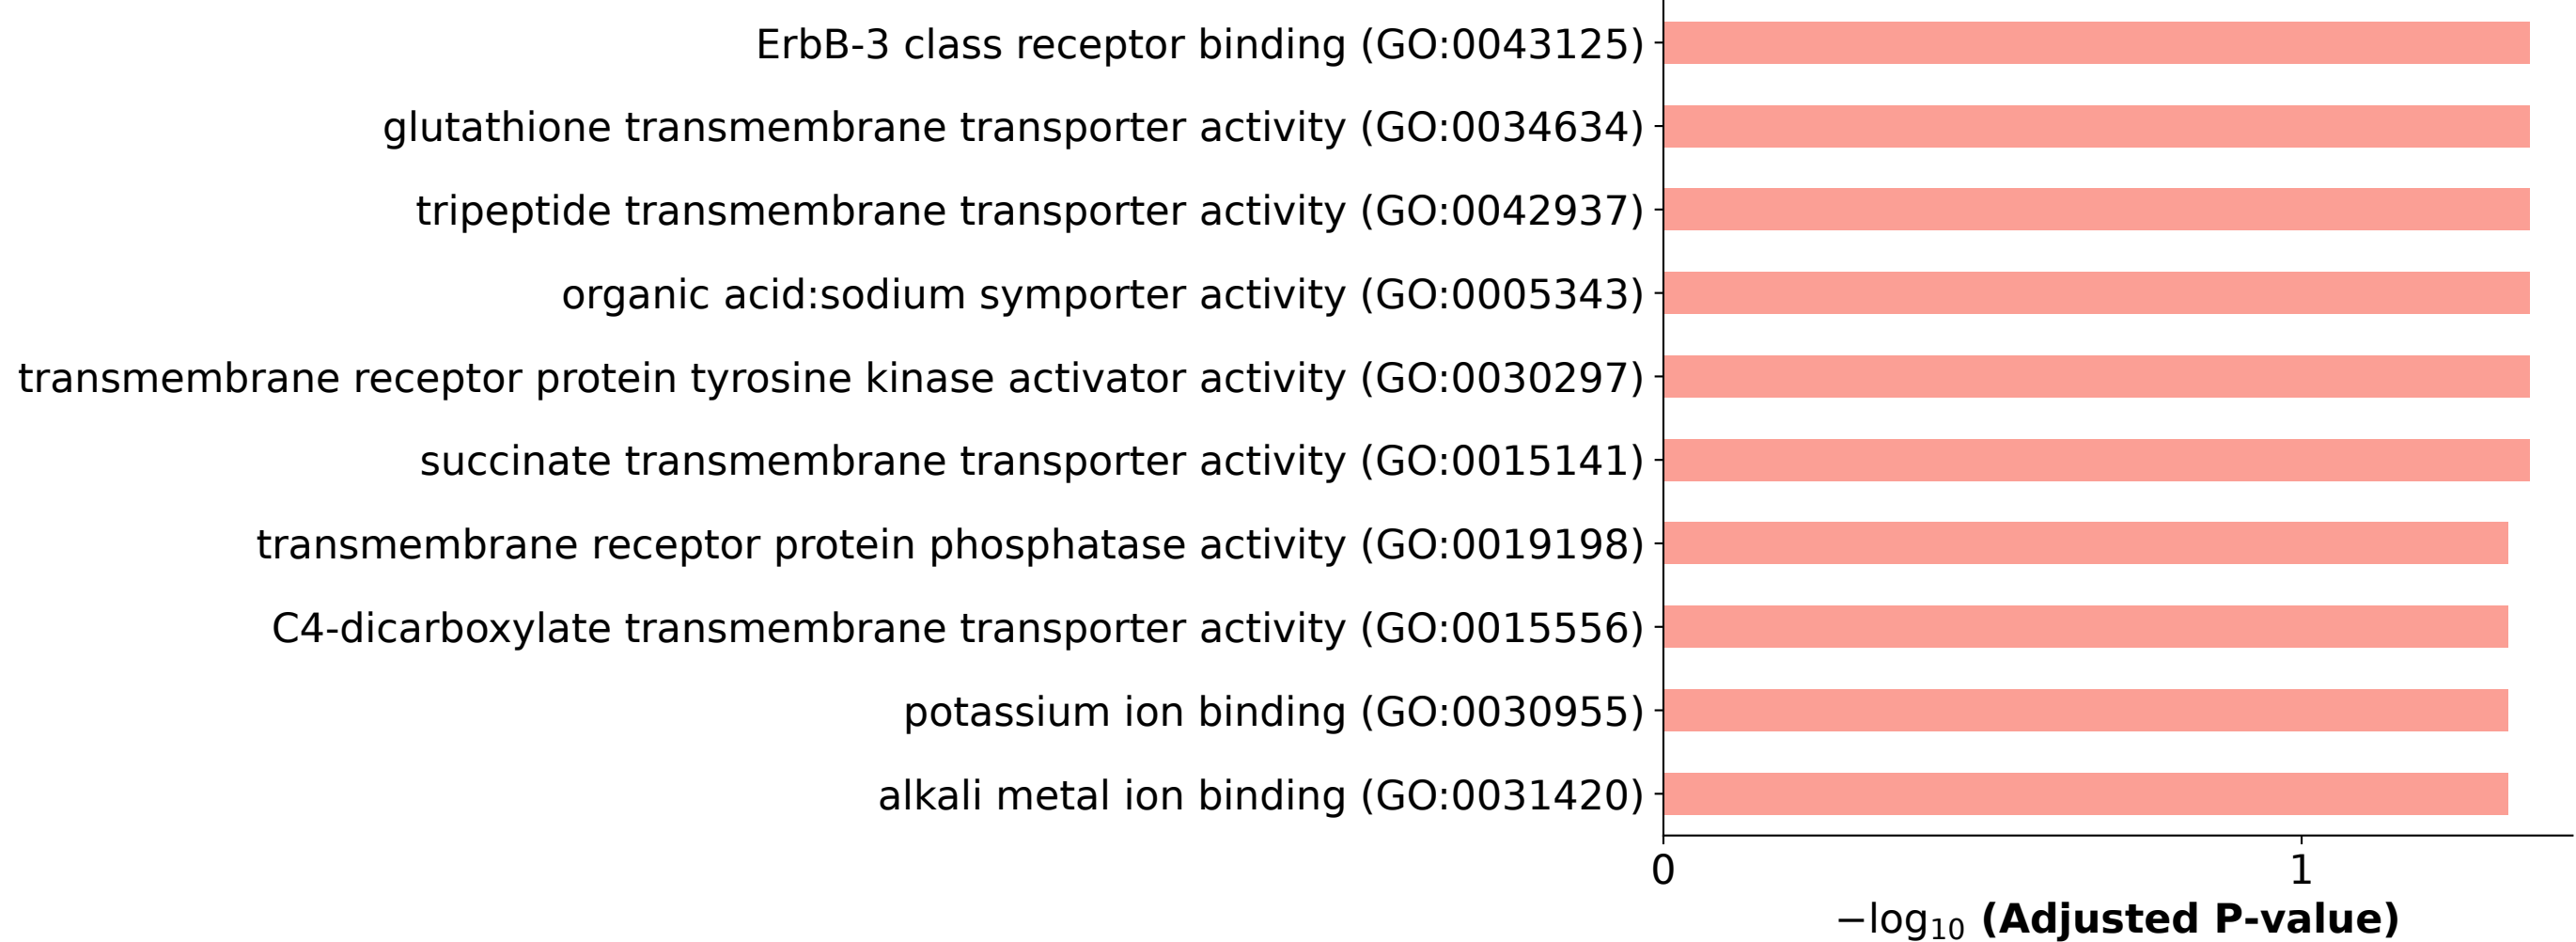 ErbB-3 class receptor binding (GO:0043125)
glutathione transmembrane transporter activity (GO:0034634)
tripeptide transmembrane transporter activity (GO:0042937)
organic acid:sodium symporter activity (GO:0005343)
transmembrane receptor protein tyrosine kinase activator activity (GO:0030297)
succinate transmembrane transporter activity (GO:0015141)
transmembrane receptor protein phosphatase activity (GO:0019198)
C4-dicarboxylate transmembrane transporter activity (GO:0015556)
potassium ion binding (GO:0030955)
alkali metal ion binding (GO:0031420)
0 1
−log₁₀ (Adjusted P-value)